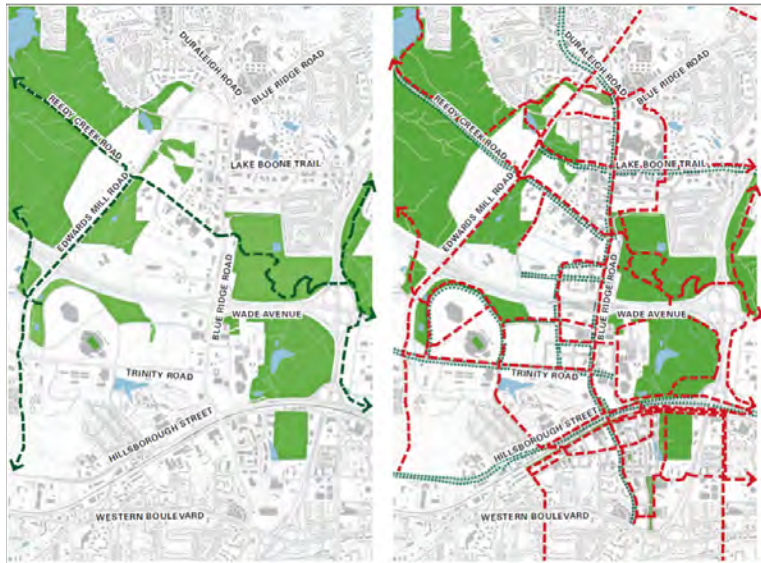 DURALEIGH ROAD
BLUE RIDGE ROAD
REEDY CREEK ROAD
LAKE BOONE TRAIL
EDWARDS MILL ROAD
BLUE RIDGE ROAD
WADE AVENUE
TRINITY ROAD
HILLSBOROUGH STREET
WESTERN BOULEVARD
DURALEIGH ROAD
BLUE RIDGE ROAD
REEDY CREEK ROAD
LAKE BOONE TRAIL
EDWARDS MILL ROAD
BLUE RIDGE ROAD
WADE AVENUE
TRINITY ROAD
HILLSBOROUGH STREET
WESTERN BOULEVARD